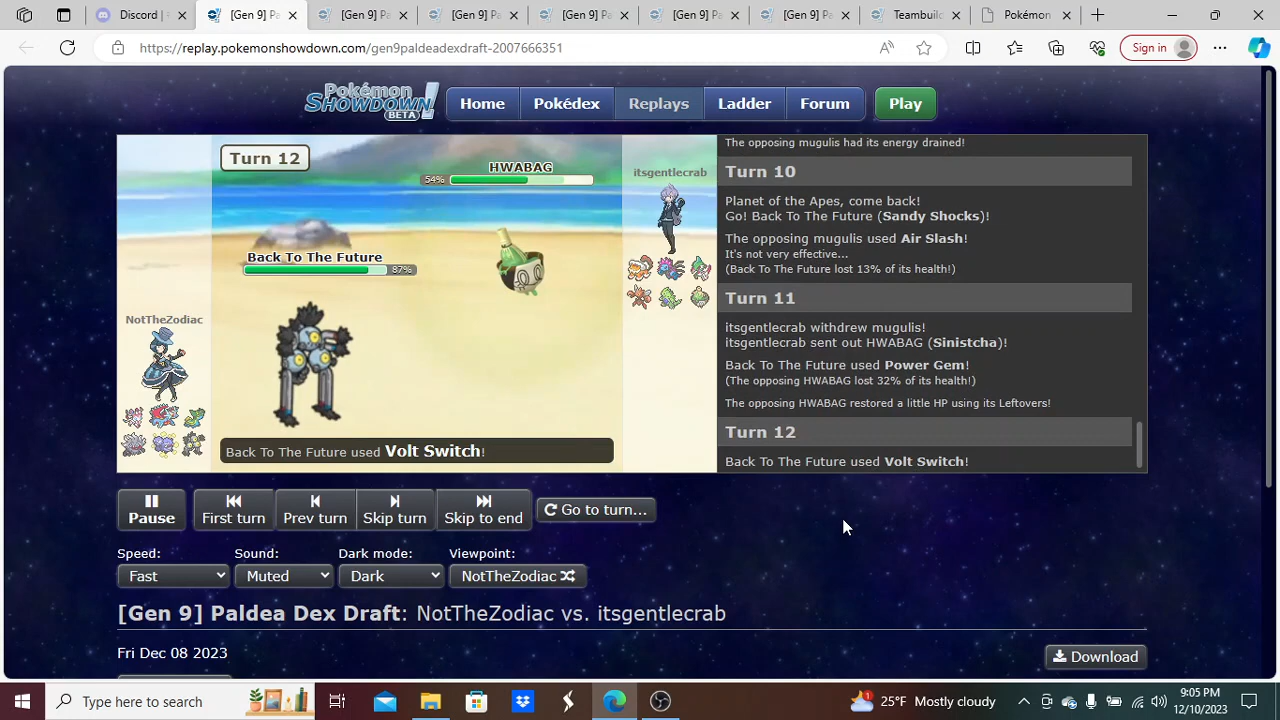 Discord |
[Gen 9] Pa
[Gen 9] Pa
[Gen 9] Pa
[Gen 9] Pa
[Gen 9] Pa
[Gen 9] Pa
Teambuild
Pokémon
https://replay.pokemonshowdown.com/gen9paldeadexdraft-2007666351
Sign in
Pokémon
SHOWDOWN!
BETA
Home
Pokédex
Replays
Ladder
Forum
Play
Turn 12
HWABAG
54%
Back To The Future
87%
NotTheZodiac
itsgentlecrab
Back To The Future used Volt Switch!
The opposing mugulis had its energy drained!
Turn 10
Planet of the Apes, come back!
Go! Back To The Future (Sandy Shocks)!
The opposing mugulis used Air Slash!
It's not very effective...
(Back To The Future lost 13% of its health!)
Turn 11
itsgentlecrab withdrew mugulis!
itsgentlecrab sent out HWABAG (Sinistcha)!
Back To The Future used Power Gem!
(The opposing HWABAG lost 32% of its health!)
The opposing HWABAG restored a little HP using its Leftovers!
Turn 12
Back To The Future used Volt Switch!
Pause
First turn
Prev turn
Skip turn
Skip to end
Go to turn...
Speed:
Sound:
Dark mode:
Viewpoint:
Fast
Muted
Dark
NotTheZodiac
[Gen 9] Paldea Dex Draft: NotTheZodiac vs. itsgentlecrab
Fri Dec 08 2023
Download
Type here to search
1
25°F Mostly cloudy
9:05 PM
12/10/2023